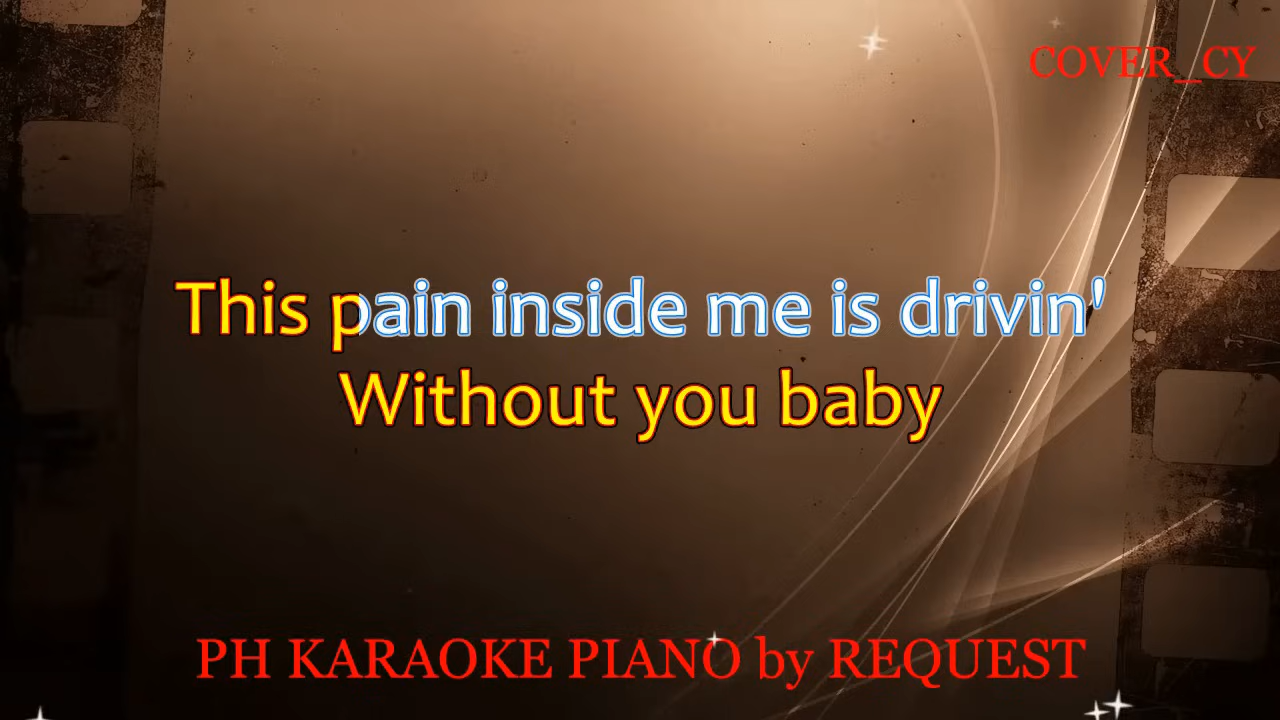 COVER_CY
This pain inside me is drivin'
Without you baby
PH KARAOKE PIANO by REQUEST